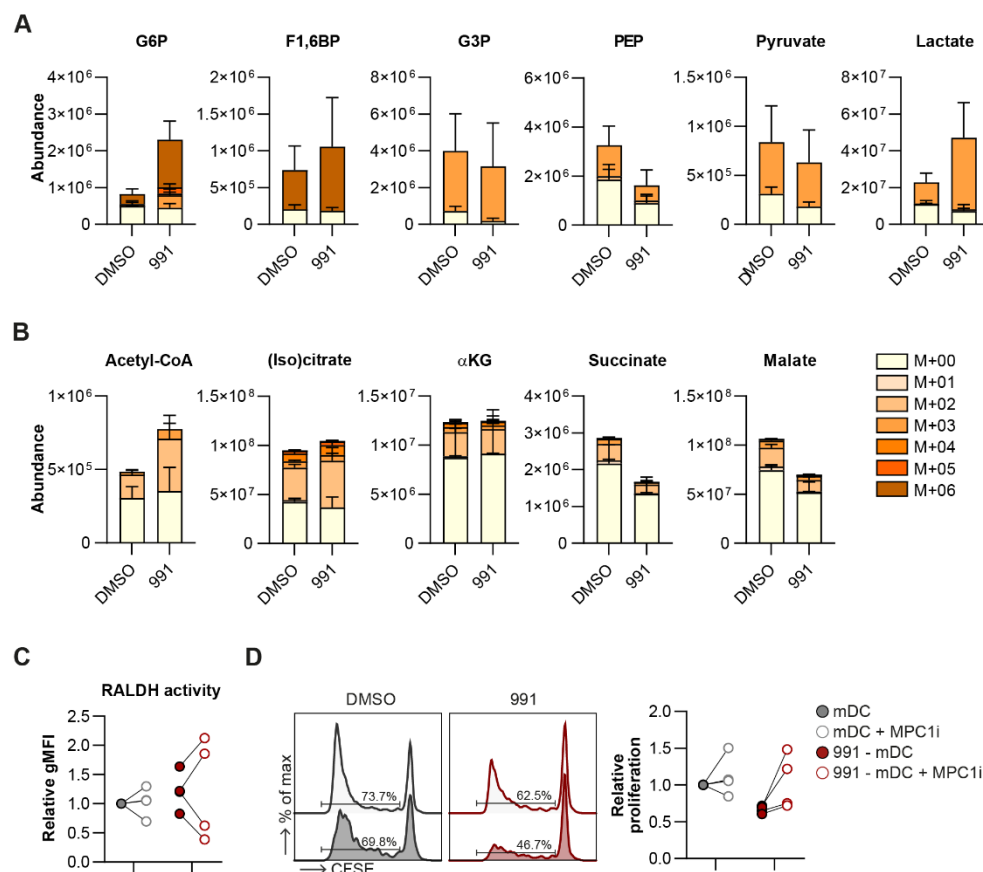 A
G6P
F1,6BP
G3P
PEP
Pyruvate
Lactate
Abundance
4×10⁶
3×10⁶
2×10⁶
1×10⁶
0
DMSO
991
2×10⁶
1.5×10⁶
1×10⁶
5×10⁵
0
DMSO
991
8×10⁶
6×10⁶
4×10⁶
2×10⁶
0
DMSO
991
6×10⁶
4×10⁶
2×10⁶
0
DMSO
991
1.5×10⁶
1×10⁶
5×10⁵
0
DMSO
991
8×10⁷
6×10⁷
4×10⁷
2×10⁷
0
DMSO
991
B
Acetyl-CoA
(Iso)citrate
αKG
Succinate
Malate
Abundance
1×10⁶
5×10⁵
0
DMSO
991
1.5×10⁸
1×10⁸
5×10⁷
0
DMSO
991
1.5×10⁷
1×10⁷
5×10⁶
0
DMSO
991
4×10⁶
3×10⁶
2×10⁶
1×10⁶
0
DMSO
991
1.5×10⁸
1×10⁸
5×10⁷
0
DMSO
991
M+00
M+01
M+02
M+03
M+04
M+05
M+06
C
RALDH activity
Relative gMFI
2.5
2.0
1.5
1.0
0.5
0.0
D
DMSO
991
% of max
73.7%
69.8%
62.5%
46.7%
CFSE
Relative
proliferation
2.0
1.5
1.0
0.5
0.0
mDC
mDC + MPC1i
991 - mDC
991 - mDC + MPC1i